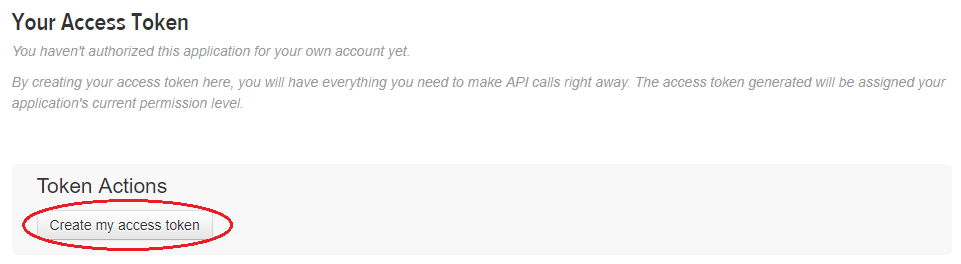 Your Access Token
You haven't authorized this application for your own account yet.
By creating your access token here, you will have everything you need to make API calls right away. The access token generated will be assigned your
application's current permission level.
Token Actions
Create my access token